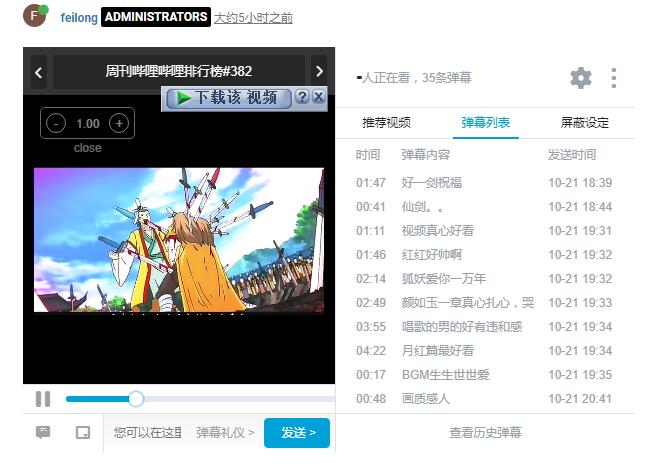 F feilong ADMINISTRATORS 大约5小时之前
周刊哔哩哔哩排行榜#382
下载该 视频 ? X
- 1.00 +
close
-人正在看，35条弹幕
推荐视频 弹幕列表 屏蔽设定
时间 弹幕内容 发送时间
01:47 好一剑祝福 10-21 18:39
00:41 仙剑。。 10-21 18:44
01:11 视频真心好看 10-21 19:31
01:46 红红好帅啊 10-21 19:32
02:14 狐妖爱你一万年 10-21 19:32
02:49 颜如玉一章真心扎心，哭 10-21 19:33
03:55 唱歌的男的好有违和感 10-21 19:34
04:22 月红篇最好看 10-21 19:34
00:17 BGM生生世世爱 10-21 19:35
00:48 画质感人 10-21 20:41
您可以在这里 弹幕礼仪 > 发送 >
查看历史弹幕